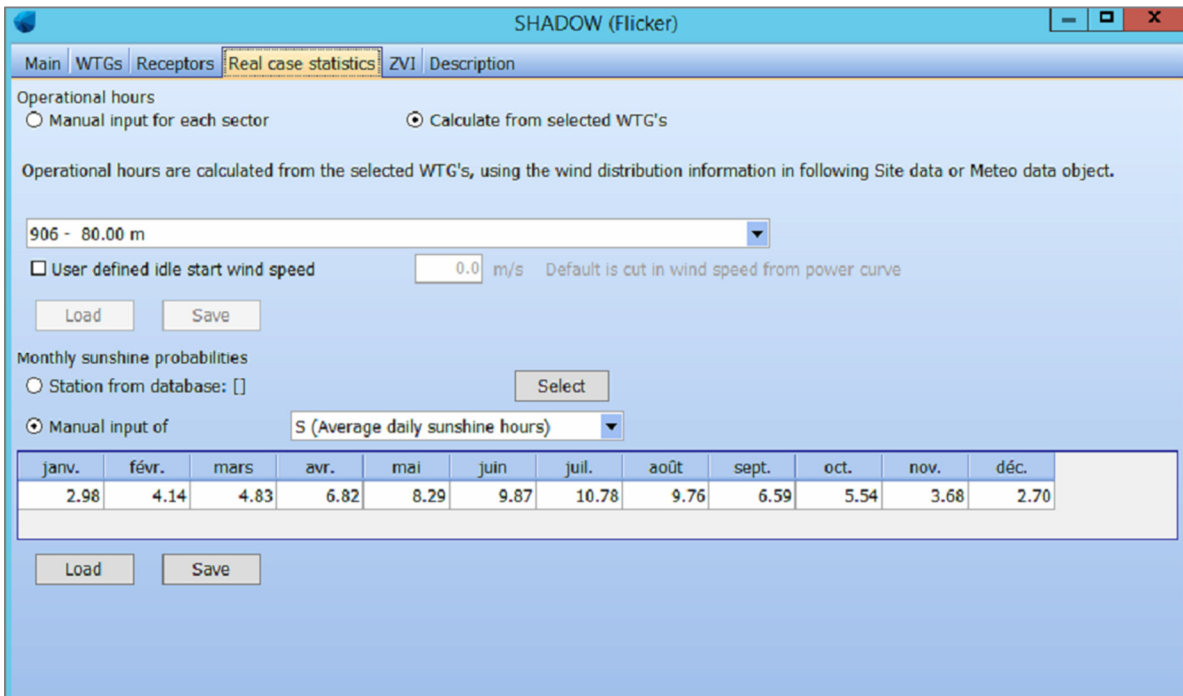 SHADOW (Flicker)
Main WTGs Receptors Real case statistics ZVI Description
Operational hours
Manual input for each sector Calculate from selected WTG's
Operational hours are calculated from the selected WTG's, using the wind distribution information in following Site data or Meteo data object.
906 - 80.00 m
User defined idle start wind speed 0.0 m/s Default is cut in wind speed from power curve
Load Save
Monthly sunshine probabilities
Station from database: [] Select
Manual input of S (Average daily sunshine hours)
janv. févr. mars avr. mai juin juil. août sept. oct. nov. déc.
2.98 4.14 4.83 6.82 8.29 9.87 10.78 9.76 6.59 5.54 3.68 2.70
Load Save